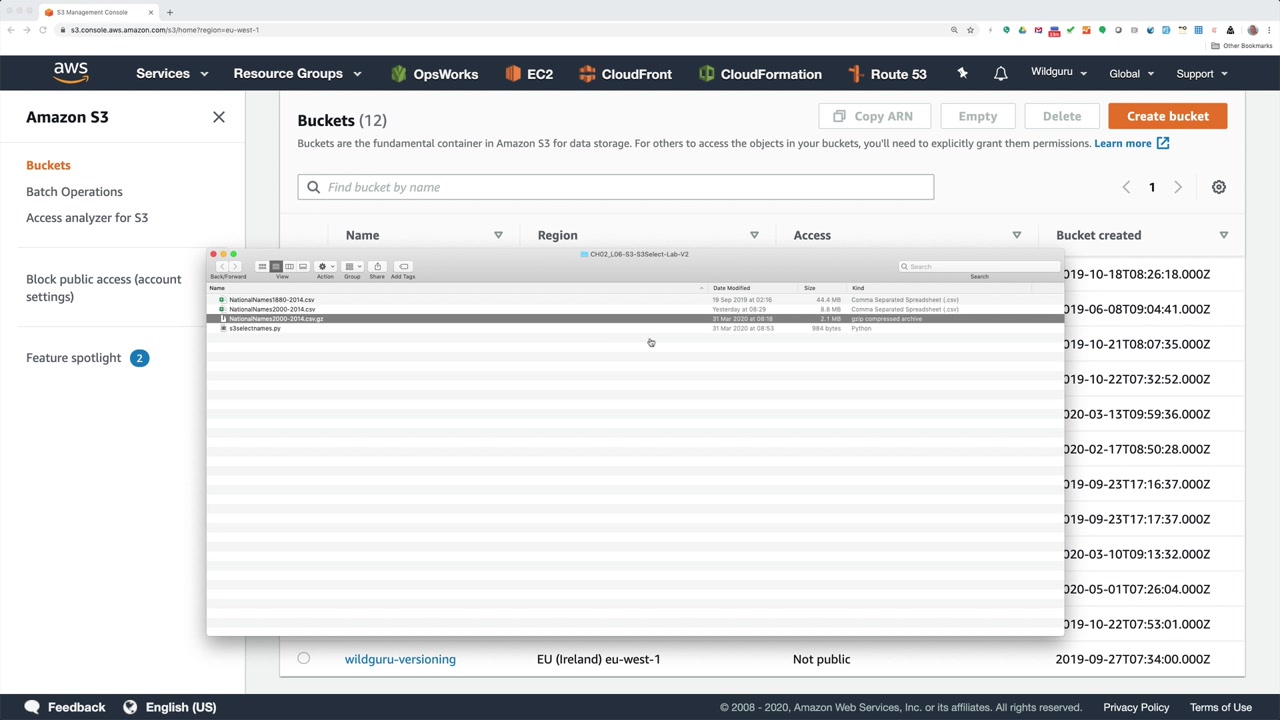 S3 Management Console
s3.console.aws.amazon.com/s3/home?region=eu-west-1
Other Bookmarks
aws
Services
Resource Groups
OpsWorks
EC2
CloudFront
CloudFormation
Route 53
Wildguru
Global
Support
Amazon S3
Buckets
Batch Operations
Access analyzer for S3
Block public access (account
settings)
Feature spotlight 2
Buckets (12)
Copy ARN
Empty
Delete
Create bucket
Buckets are the fundamental container in Amazon S3 for data storage. For others to access the objects in your buckets, you'll need to explicitly grant them permissions. Learn more
Find bucket by name
1
Name Region Access Bucket created
CH02_L06-S3-S3Select-Lab-V2
Back/Forward View Action Group Share Add Tags Search
Search
Name Date Modified Size Kind
NationalNames1880-2014.csv 19 Sep 2019 at 02:16 44.4 MB Comma Separated Spreadsheet (.csv)
NationalNames2000-2014.csv Yesterday at 08:29 8.8 MB Comma Separated Spreadsheet (.csv)
NationalNames2000-2014.csv.gz 31 Mar 2020 at 08:16 2.1 MB gzip compressed archive
s3selectnames.py 31 Mar 2020 at 08:53 984 bytes Python
019-10-18T08:26:18.000Z
019-06-08T09:04:41.000Z
019-10-21T08:07:35.000Z
019-10-22T07:32:52.000Z
020-03-13T09:59:36.000Z
020-02-17T08:50:28.000Z
019-09-23T17:16:37.000Z
019-09-23T17:17:37.000Z
020-03-10T09:13:32.000Z
020-05-01T07:26:04.000Z
019-10-22T07:53:01.000Z
wildguru-versioning EU (Ireland) eu-west-1 Not public 2019-09-27T07:34:00.000Z
Feedback
English (US)
© 2008 - 2020, Amazon Web Services, Inc. or its affiliates. All rights reserved.
Privacy Policy
Terms of Use